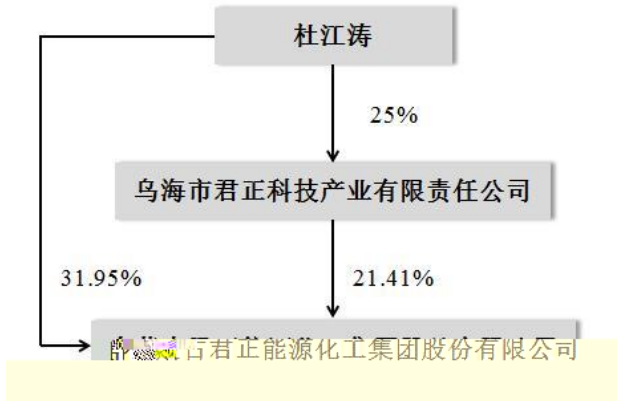 杜江涛
25%
乌海市君正科技产业有限责任公司
31.95%
21.41%
古君正能源化工集团股份有限公司